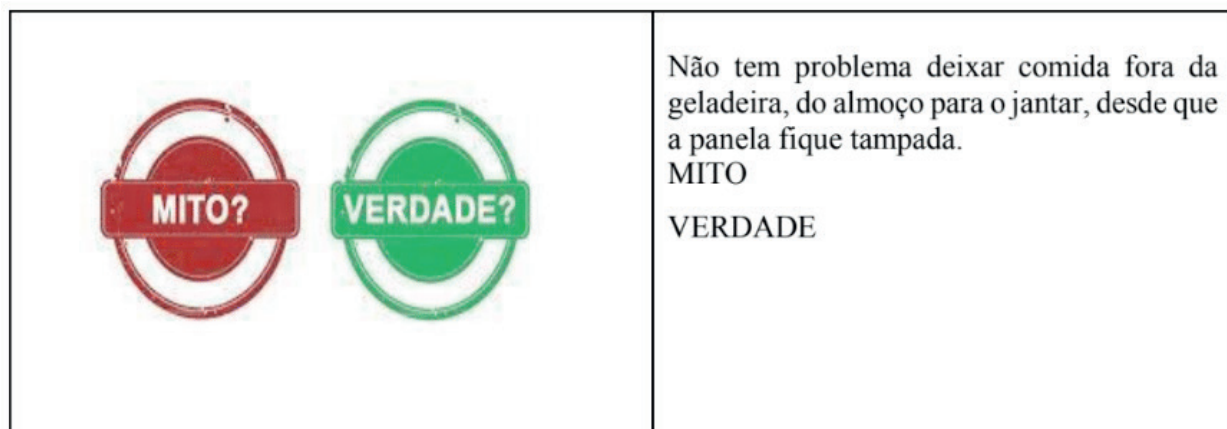 MITO?
VERDADE?
Não tem problema deixar comida fora da
geladeira, do almoço para o jantar, desde que
a panela fique tampada.
MITO
VERDADE